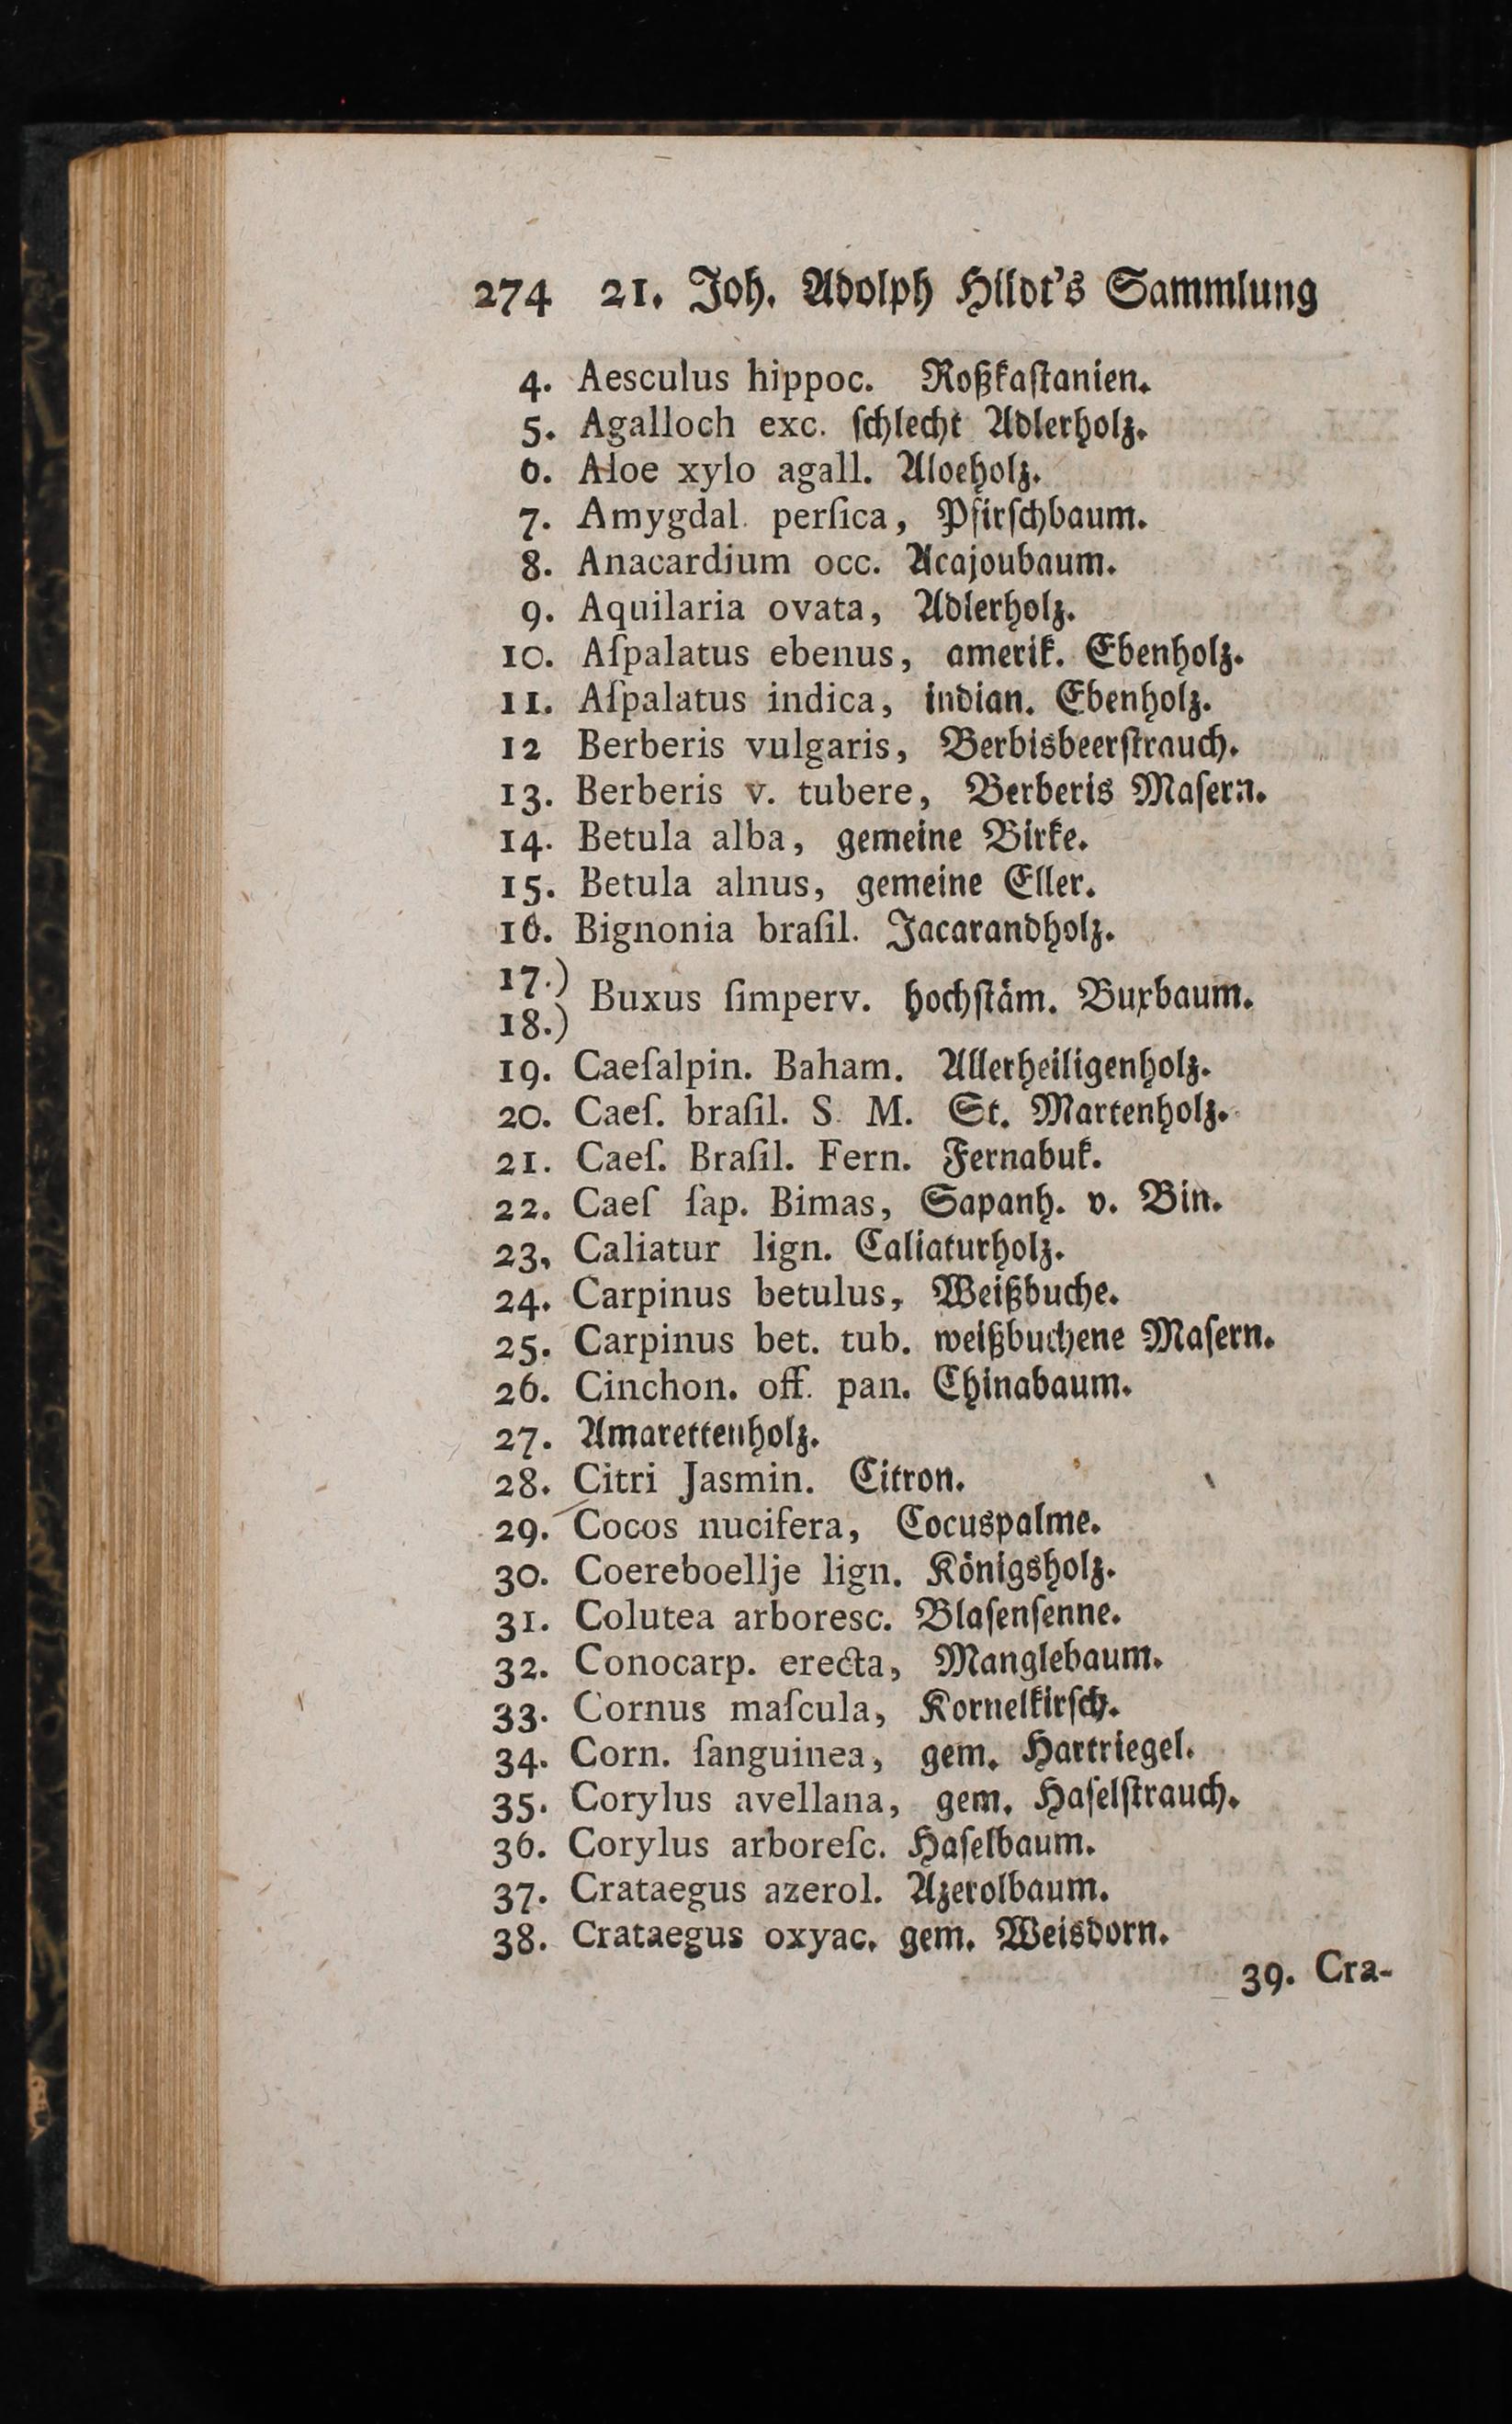 274 21. Joh. Adolph Hildt's Sammlung
4. Aesculus hippoc. Roßkaſtanien.
5. Agalloch exc. ſchlecht Adlerholz.
6. Aloe xylo agall. Aloeholz.
7. Amygdal. perſica, Pfirſchbaum.
8. Anacardium occ. Acajoubaum.
9. Aquilaria ovata, Adlerholz.
10. Aſpalatus ebenus, amerik. Ebenholz.
11. Aſpalatus indica, indian. Ebenholz.
12 Berberis vulgaris, Berbisbeerſtrauch.
13. Berberis v. tubere, Berberis Maſern.
14. Betula alba, gemeine Birke.
15. Betula alnus, gemeine Eller.
16. Bignonia braſil. Jacarandholz.
17.)
18.) Buxus ſimperv. hochſtäm. Buxbaum.
19. Caeſalpin. Baham. Allerheiligenholz.
20. Caeſ. braſil. S. M. St. Martenholz.
21. Caeſ. Braſil. Fern. Fernabuk.
22. Caeſ ſap. Bimas, Sapanh. v. Bin.
23, Caliatur lign. Caliaturholz.
24. Carpinus betulus, Weißbuche.
25. Carpinus bet. tub. weißbuchene Maſern.
26. Cinchon. off. pan. Chinabaum.
27. Amarettenholz.
28. Citri Jasmin. Citron.
29. Cocos nucifera, Cocuspalme.
30. Coereboellje lign. Königsholz.
31. Colutea arboresc. Blaſenſenne.
32. Conocarp. erecta, Manglebaum.
33. Cornus maſcula, Kornelkirſch.
34. Corn. ſanguinea, gem. Hartriegel.
35. Corylus avellana, gem. Haſelſtrauch.
36. Corylus arboreſc. Haſelbaum.
37. Crataegus azerol. Azerolbaum.
38. Crataegus oxyac. gem. Weisdorn.
39. Cra-